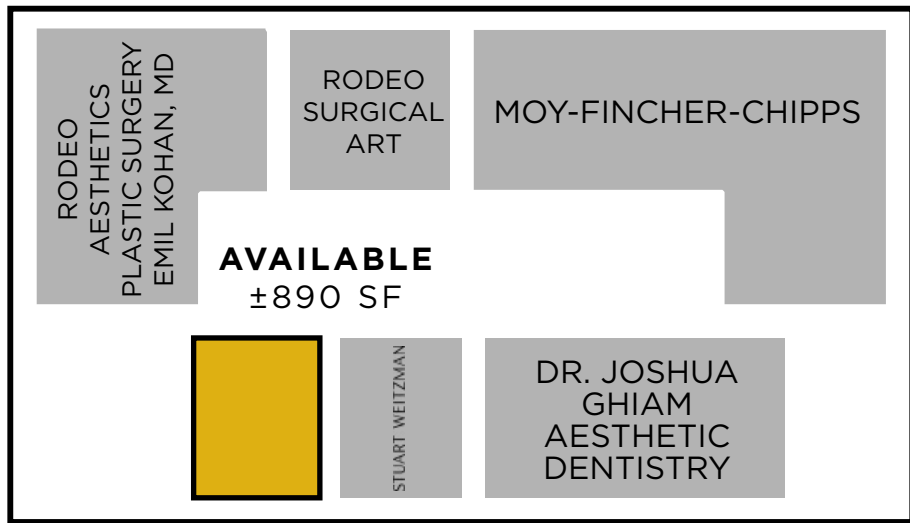 RODEO
AESTHETICS
PLASTIC SURGERY
EMIL KOHAN, MD
RODEO
SURGICAL
ART
MOY-FINCHER-CHIPPS
AVAILABLE
±890 SF
STUART WEITZMAN
DR. JOSHUA
GHIAM
AESTHETIC
DENTISTRY